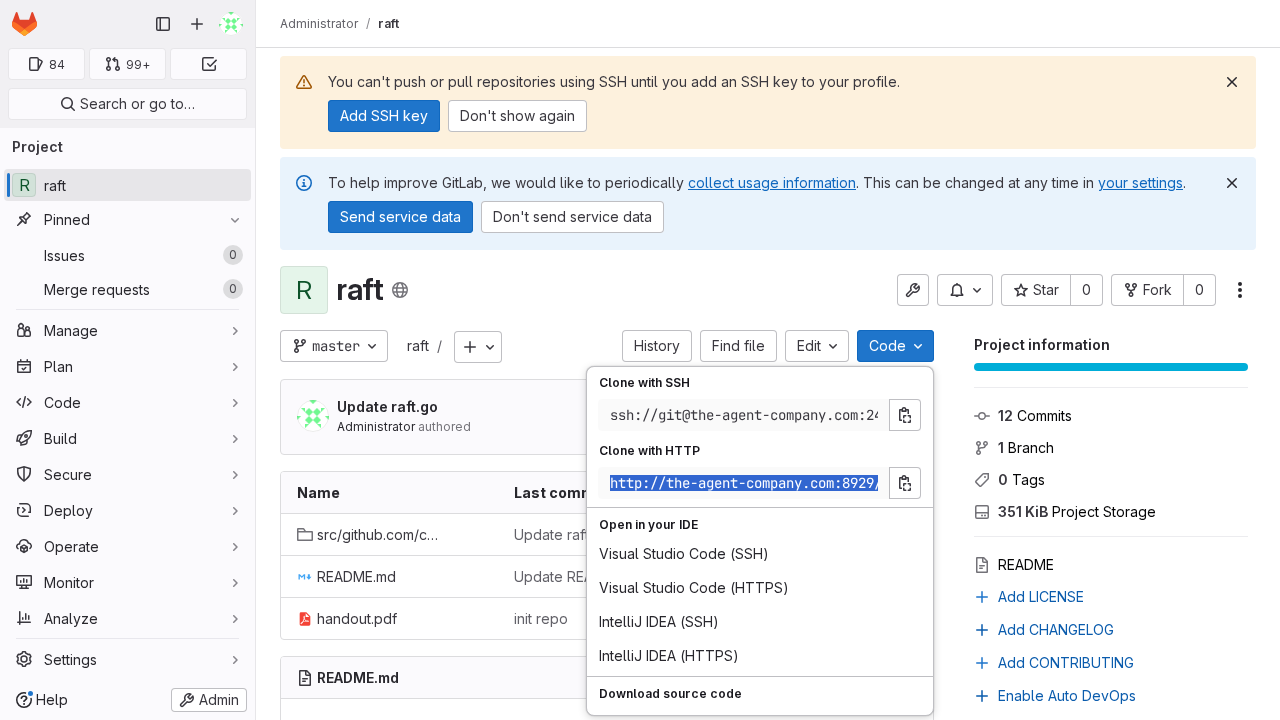 Administrator / raft
84
99+
Search or go to…
Project
R raft
Pinned
Issues 0
Merge requests 0
Manage
Plan
Code
Build
Secure
Deploy
Operate
Monitor
Analyze
Settings
Help
Admin
You can't push or pull repositories using SSH until you add an SSH key to your profile.
Add SSH key
Don't show again
To help improve GitLab, we would like to periodically collect usage information. This can be changed at any time in your settings.
Send service data
Don't send service data
R raft
Star 0
Fork 0
master
raft /
History
Find file
Edit
Code
Update raft.go
Administrator authored
Name
Last comm
src/github.com/c…
Update raft
README.md
Update REA
handout.pdf
init repo
README.md
Clone with SSH
ssh://git@the-agent-company.com:24
Clone with HTTP
http://the-agent-company.com:8929/
Open in your IDE
Visual Studio Code (SSH)
Visual Studio Code (HTTPS)
IntelliJ IDEA (SSH)
IntelliJ IDEA (HTTPS)
Download source code
Project information
12 Commits
1 Branch
0 Tags
351 KiB Project Storage
README
Add LICENSE
Add CHANGELOG
Add CONTRIBUTING
Enable Auto DevOps